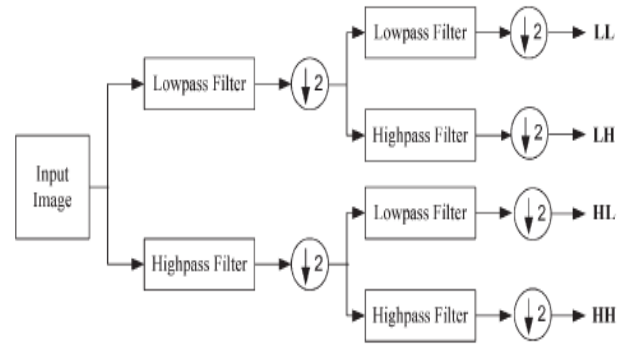 Lowpass Filter ↓2 LL
Lowpass Filter ↓2
Highpass Filter ↓2 LH
Input
Image
Lowpass Filter ↓2 HL
Highpass Filter ↓2
Highpass Filter ↓2 HH